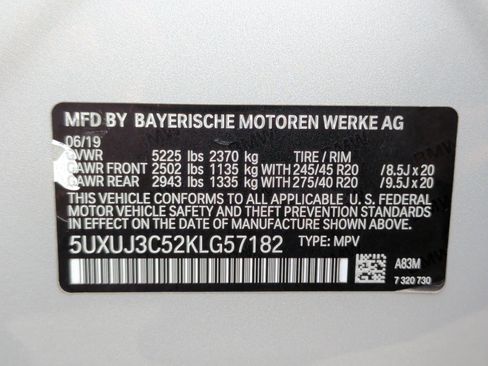 MFD BY BAYERISCHE MOTOREN WERKE AG
06/19
GVWR 5225 lbs 2370 kg TIRE / RIM
GAWR FRONT 2502 lbs 1135 kg WITH 245/45 R20 /8.5J x 20
GAWR REAR 2943 lbs 1335 kg WITH 275/40 R20 /9.5J x 20
THIS VEHICLE CONFORMS TO ALL APPLICABLE U. S. FEDERAL
MOTOR VEHICLE SAFETY, BUMPER, AND THEFT PREVENTION
STANDARDS IN EFFECT ON THE DATE OF MANUFACTURE SHOWN
ABOVE.
5UXUJ3C52KLG57182 TYPE: MPV
A83M
7 320 730